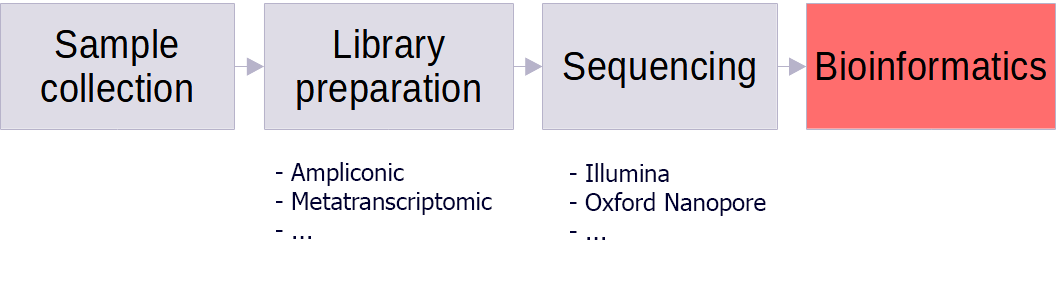 Sample
collection
Library
preparation
Sequencing
Bioinformatics
- Ampliconic
- Metatranscriptomic
- ...
- Illumina
- Oxford Nanopore
- ...